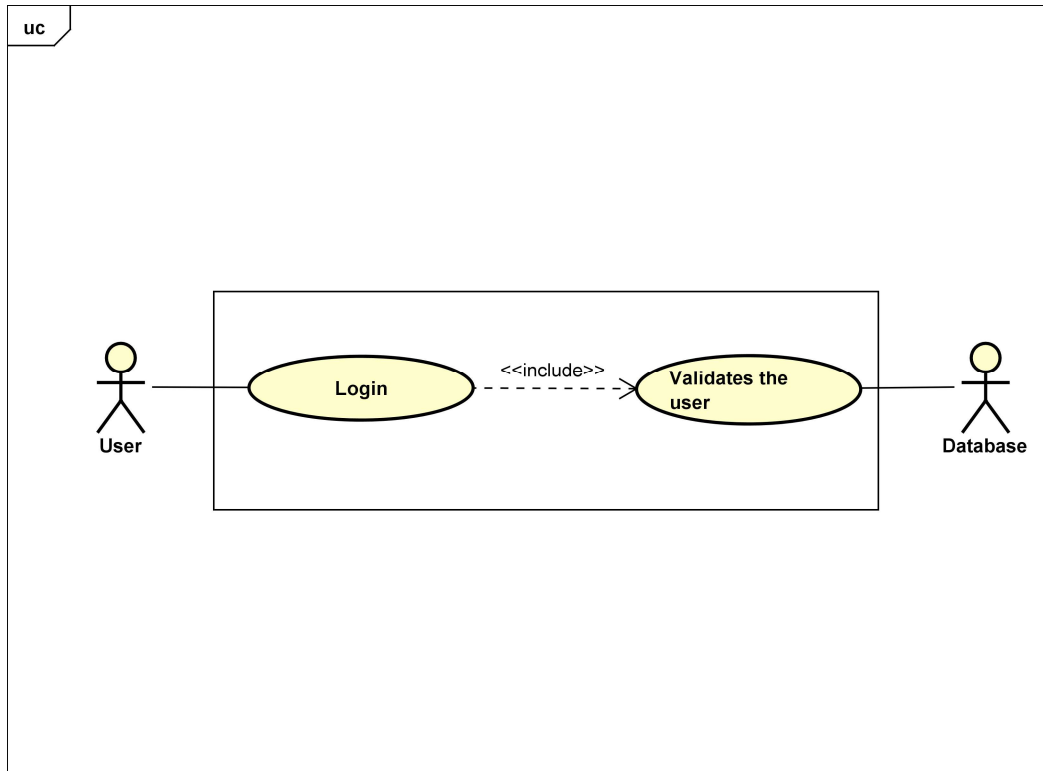 uc
<<include>>
Login
Validates the
user
User
Database